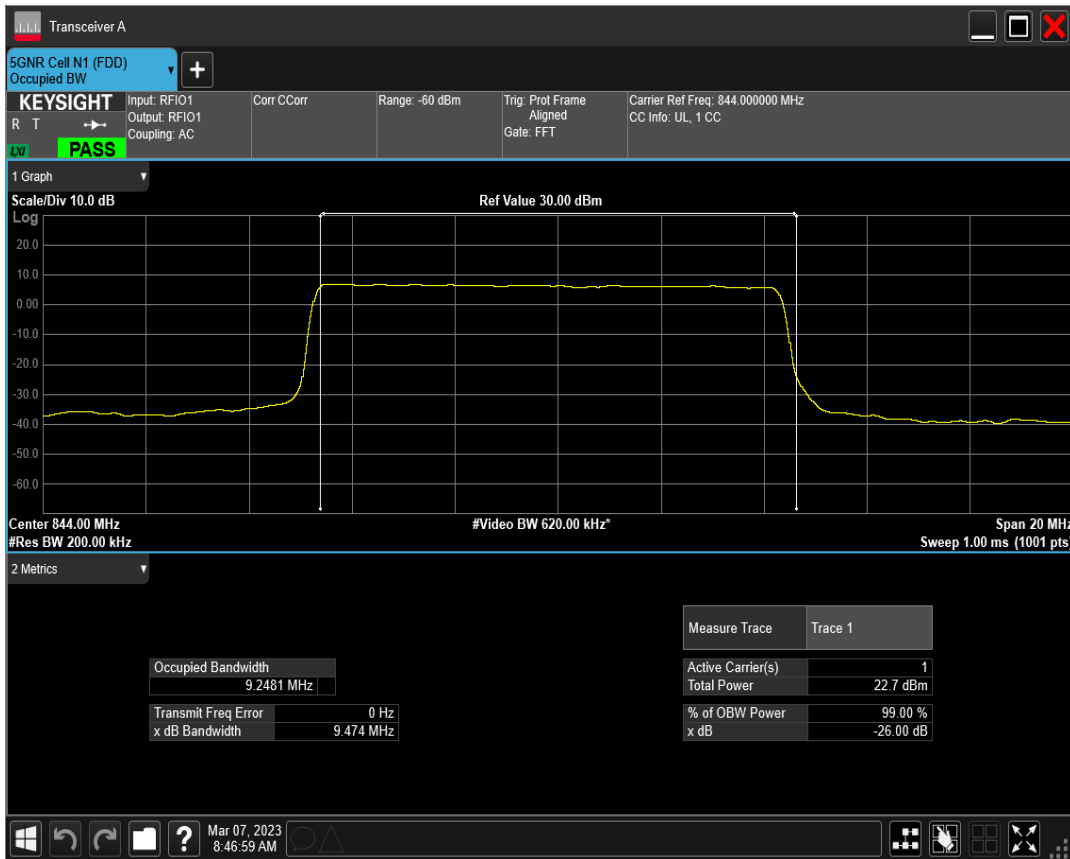 Transceiver A
5GNR Cell N1 (FDD)
Occupied BW
KEYSIGHT
R T
LXI
PASS
Input: RFIO1
Output: RFIO1
Coupling: AC
Corr CCorr
Range: -60 dBm
Trig: Prot Frame
Aligned
Gate: FFT
Carrier Ref Freq: 844.000000 MHz
CC Info: UL, 1 CC
1 Graph
Scale/Div 10.0 dB
Ref Value 30.00 dBm
Log
20.0
10.0
0.00
-10.0
-20.0
-30.0
-40.0
-50.0
-60.0
Center 844.00 MHz
#Video BW 620.00 kHz*
Span 20 MHz
#Res BW 200.00 kHz
Sweep 1.00 ms (1001 pts)
2 Metrics
Measure Trace Trace 1
Occupied Bandwidth
9.2481 MHz
Active Carrier(s) 1
Total Power 22.7 dBm
Transmit Freq Error 0 Hz
x dB Bandwidth 9.474 MHz
% of OBW Power 99.00 %
x dB -26.00 dB
Mar 07, 2023
8:46:59 AM